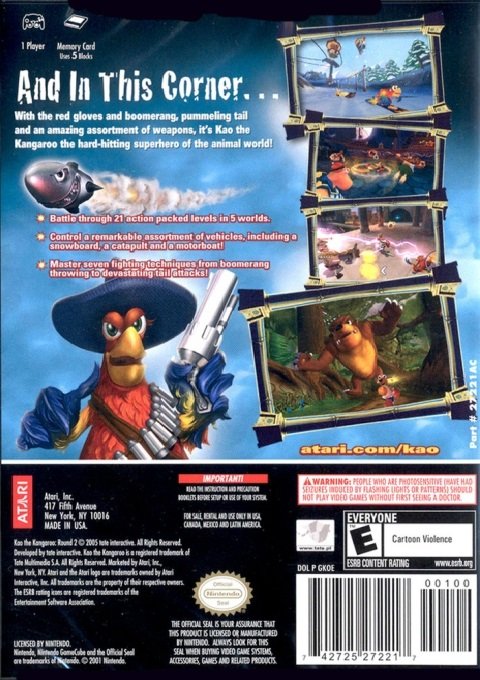 1 Player
Memory Card
Uses 5 Blocks
And In This Corner. . .
With the red gloves and boomerang, pummeling tail
and an amazing assortment of weapons, it's Kao the
Kangaroo the hard-hitting superhero of the animal world!
Battle through 21 action packed levels in 5 worlds.
Control a remarkable assortment of vehicles, including a
snowboard, a catapult and a motorboat!
Master seven fighting techniques from boomerang
throwing to devastating tail attacks!
atari.com/kao
Part # 27221AC
ATARI
Atari, Inc.
417 Fifth Avenue
New York, NY 10016
MADE IN USA.
IMPORTANT!
READ THE INSTRUCTION AND PRECAUTION
BOOKLETS BEFORE SETUP OR USE OF YOUR SYSTEM.
FOR SALE, RENTAL AND USE ONLY IN USA,
CANADA, MEXICO AND LATIN AMERICA.
WARNING: PEOPLE WHO ARE PHOTOSENSITIVE (HAVE HAD
SEIZURES INDUCED BY FLASHING LIGHTS OR PATTERNS) SHOULD
NOT PLAY VIDEO GAMES WITHOUT FIRST SEEING A DOCTOR.
Kao the Kangaroo: Round 2 © 2005 tate interactive. All Rights Reserved.
Developed by tate interactive. Kao the Kangaroo is a registered trademark of
Tate Multimedia S.A. All Rights Reserved. Marketed by Atari, Inc.,
New York, NY. Atari and the Atari logo are trademarks owned by Atari
Interactive, Inc. All trademarks are the property of their respective owners.
The ESRB rating icons are registered trademarks of the
Entertainment Software Association.
www.tate.pl
DOL P GKOE
EVERYONE
E
Cartoon Violence
ESRB CONTENT RATING
www.esrb.org
Official
Nintendo
Seal
THE OFFICIAL SEAL IS YOUR ASSURANCE THAT
THIS PRODUCT IS LICENSED OR MANUFACTURED
BY NINTENDO. ALWAYS LOOK FOR THIS
SEAL WHEN BUYING VIDEO GAME SYSTEMS,
ACCESSORIES, GAMES AND RELATED PRODUCTS.
LICENSED BY NINTENDO.
Nintendo, Nintendo GameCube and the Official Seal
are trademarks of Nintendo. © 2001 Nintendo.
00100
7 42725 27221 7